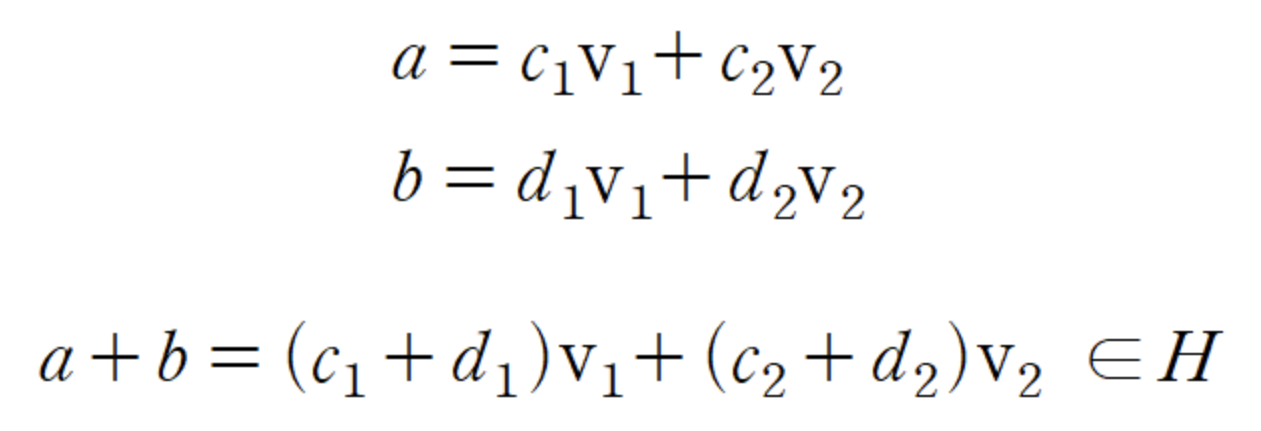 a = c₁v₁ + c₂v₂
b = d₁v₁ + d₂v₂
a + b = (c₁ + d₁)v₁ + (c₂ + d₂)v₂ ∈ H